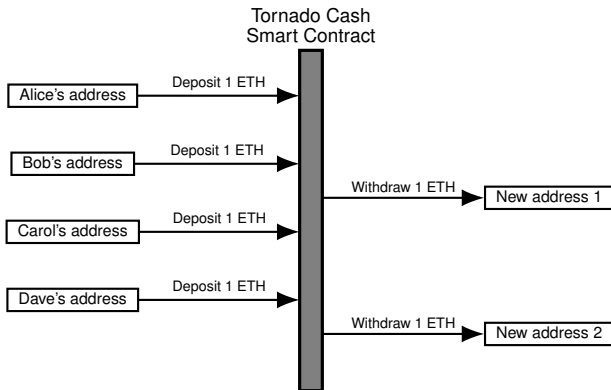 Tornado Cash
Smart Contract
Deposit 1 ETH
Alice's address
Deposit 1 ETH
Bob's address
Withdraw 1 ETH
New address 1
Deposit 1 ETH
Carol's address
Deposit 1 ETH
Dave's address
Withdraw 1 ETH
New address 2